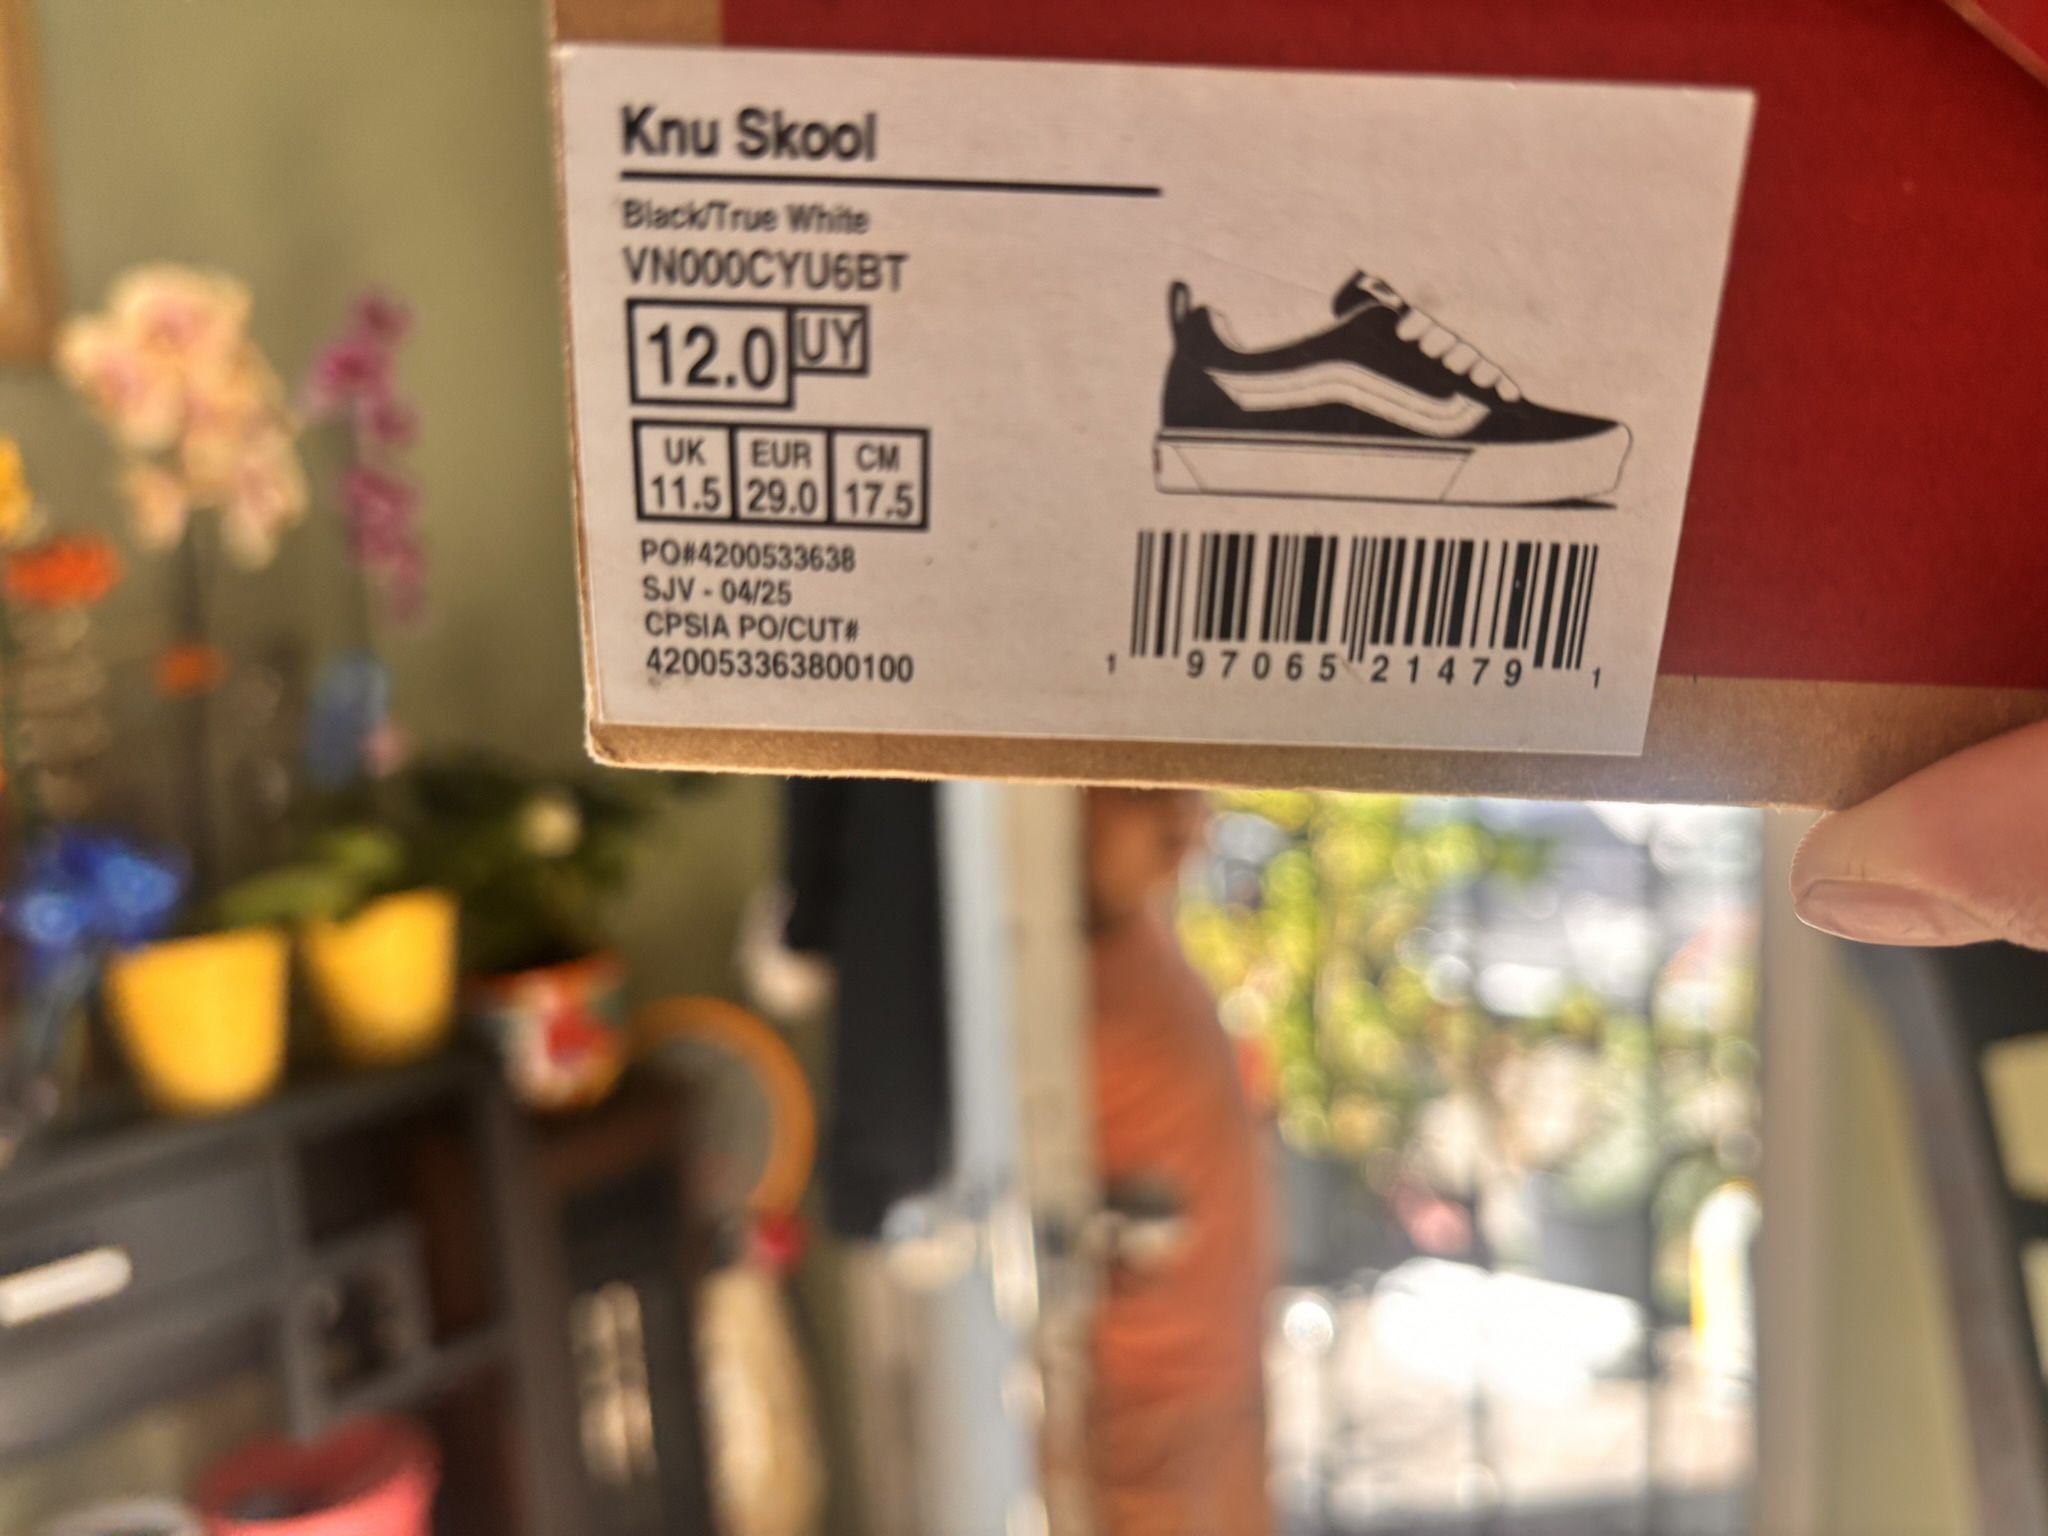 Knu Skool
Black/True White
VN000CYU6BT
12.0 UY
UK EUR CM
11.5 29.0 17.5
PO#4200533638
SJV - 04/25
CPSIA PO/CUT#
420053363800100
1 97065 21479 1